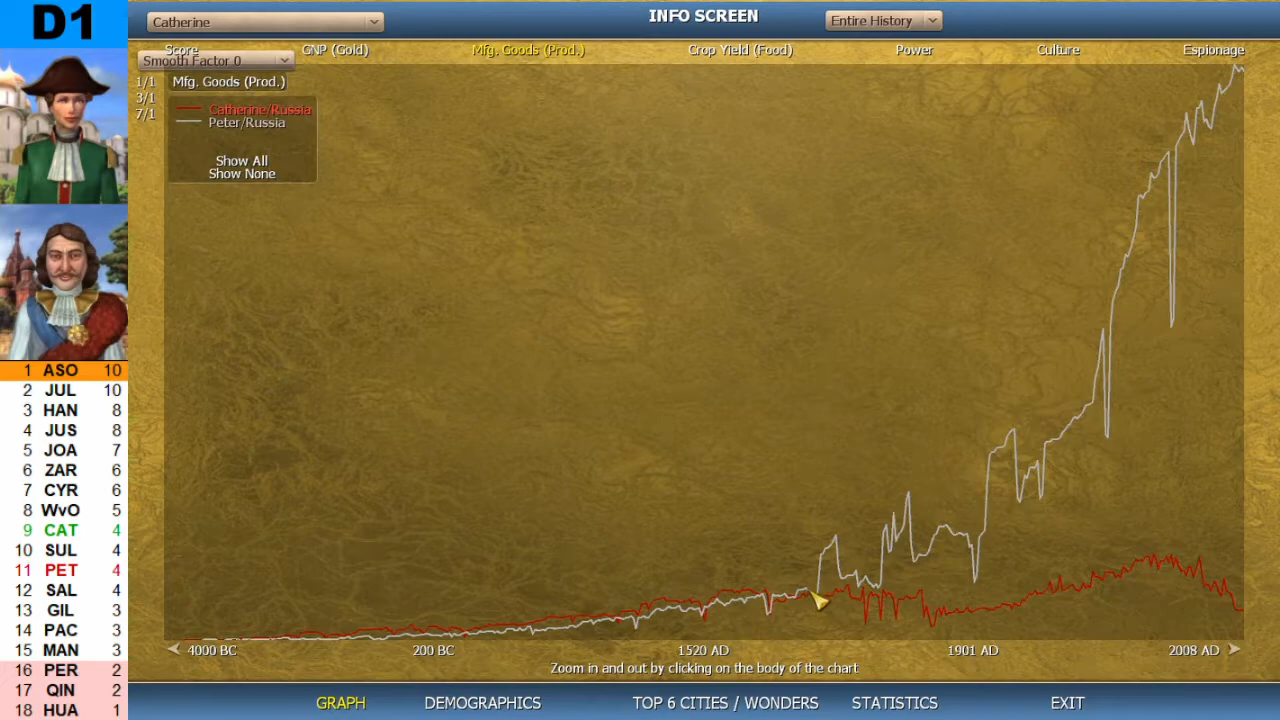 D1
Catherine
INFO SCREEN
Entire History
Score
GNP (Gold)
Mfg. Goods (Prod.)
Crop Yield (Food)
Power
Culture
Espionage
Smooth Factor 0
1/1
3/1
7/1
Mfg. Goods (Prod.)
Catherine/Russia
Peter/Russia
Show All
Show None
1 ASO 10
2 JUL 10
3 HAN 8
4 JUS 8
5 JOA 7
6 ZAR 6
7 CYR 6
8 WvO 5
9 CAT 4
10 SUL 4
11 PET 4
12 SAL 4
13 GIL 3
14 PAC 3
15 MAN 3
16 PER 2
17 QIN 2
18 HUA 1
4000 BC
200 BC
1520 AD
1901 AD
2008 AD
Zoom in and out by clicking on the body of the chart
GRAPH
DEMOGRAPHICS
TOP 6 CITIES / WONDERS
STATISTICS
EXIT